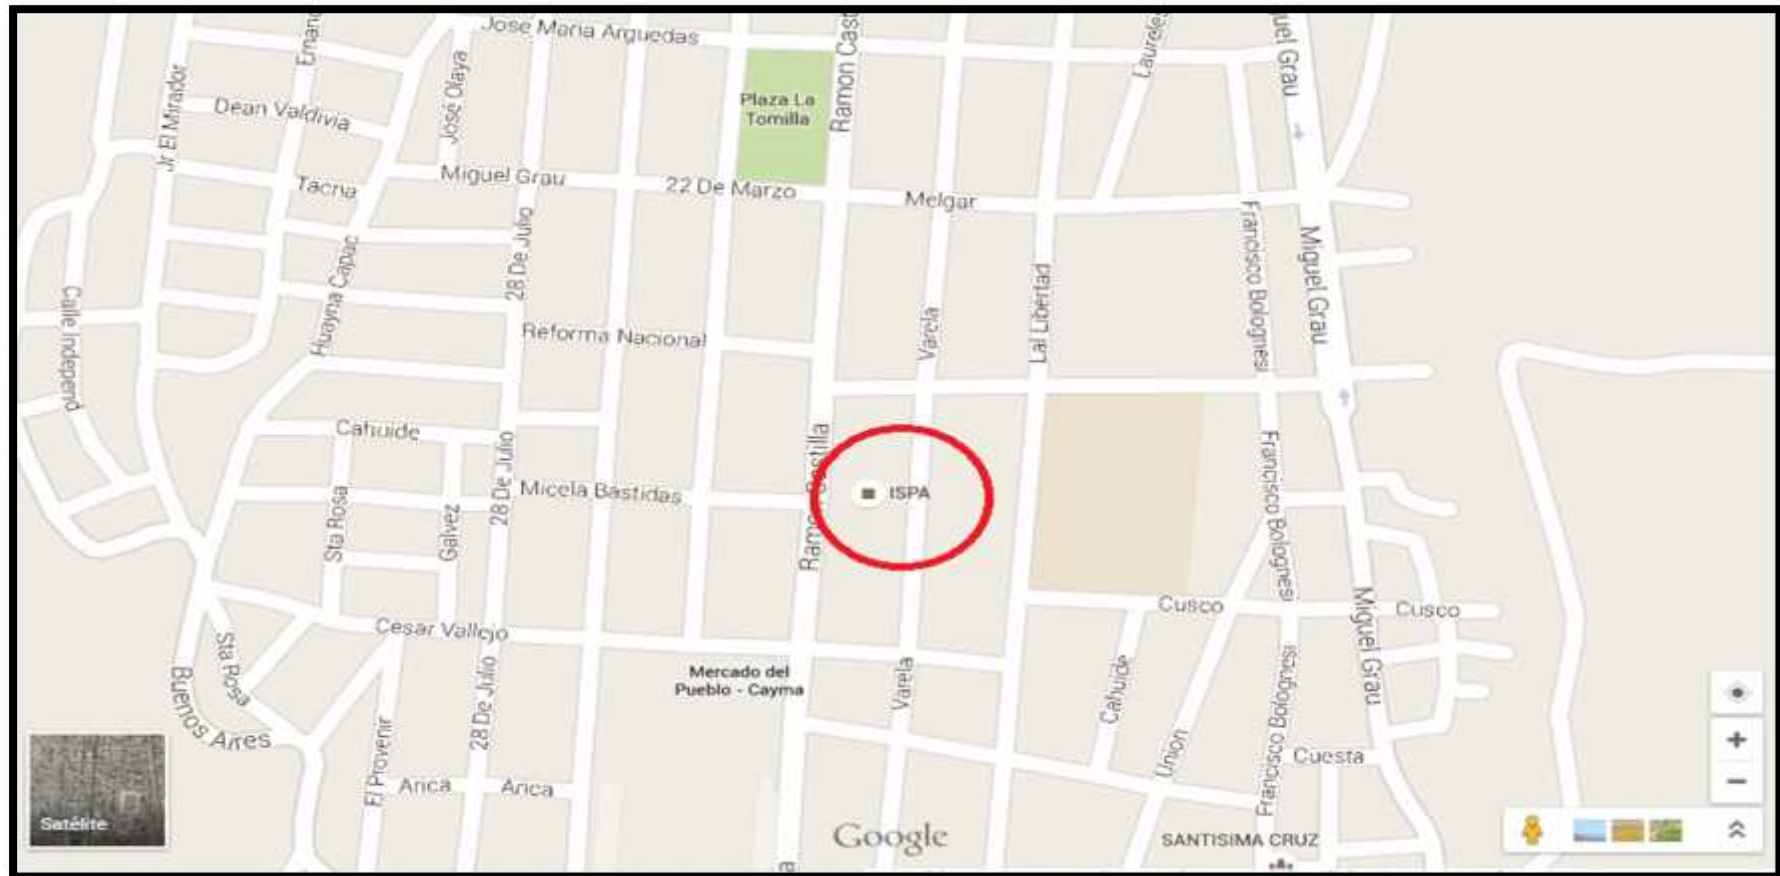 Jose Maria Arguedas
Ramon Cast
Laureles
uel Grau
Ernand
Jr El Mirador
José Olaya
Dean Valdivia
Plaza La
Tomilla
Tacna
Miguel Grau
22 De Marzo
Melgar
Francisco Bolognesi
Miguel Grau
28 De Julio
Huayna Capac
Calle Indepaud
Lal Libertad
Varela
Reforma Nacional
Cahuide
Ramon Castilla
28 De Julio
Francisco Bolognesi
Micela Bastidas
ISPA
Sta Rosa
Galvez
Cusco
Cusco
Miguel Grau
Cesar Vallejo
Sta Rosa
Buenos Aires
Mercado del
Pueblo - Cayma
Varela
Cahuide
Francisco Bolognesi
28 De Julio
El Provenir
Union
Cuesta
Arica
Arica
Satélite
Google
SANTISIMA CRUZ
a